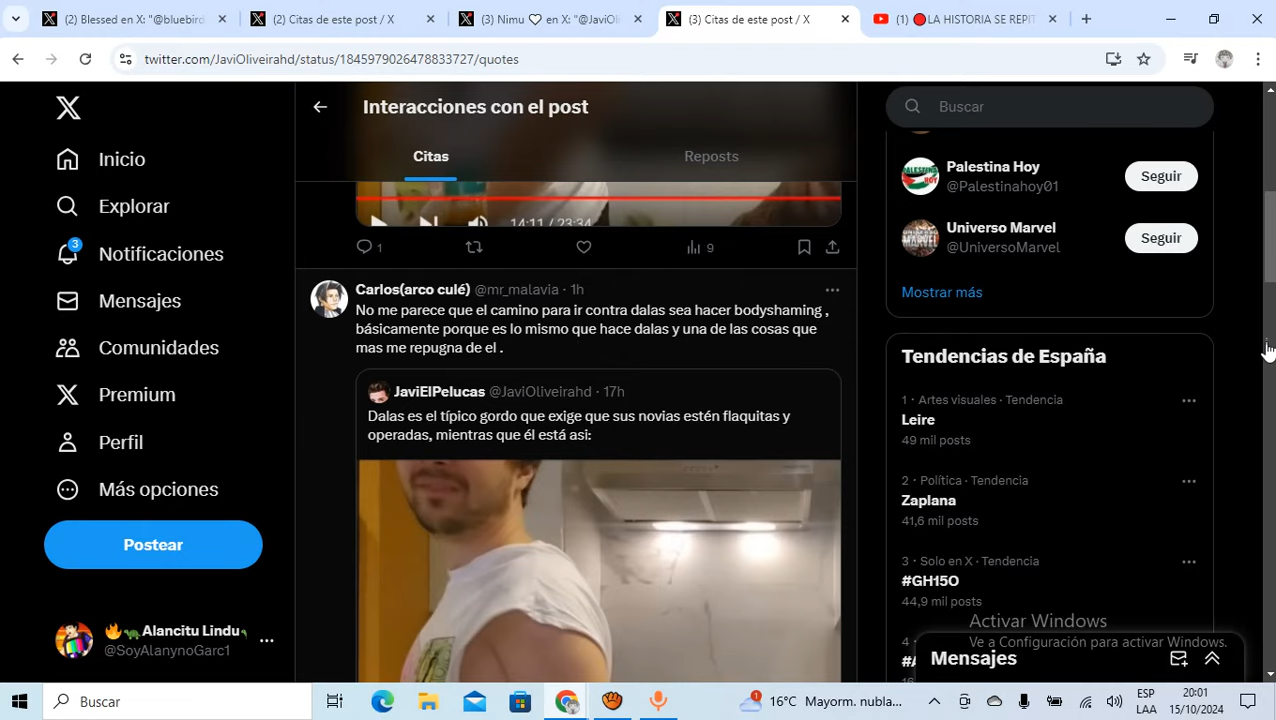 (2) Blessed en X: "@bluebird
(2) Citas de este post / X
(3) Nimu 🤍 en X: "@JaviOl
(3) Citas de este post / X
(1) 🔴LA HISTORIA SE REPIT
twitter.com/JaviOliveirahd/status/1845979026478833727/quotes
Inicio
Explorar
3
Notificaciones
Mensajes
Comunidades
Premium
Perfil
Más opciones
Postear
🔥🐢Alancitu Lindu
@SoyAlanynoGarc1
Interacciones con el post
Citas
Reposts
14:11 / 23:34
1
9
Carlos(arco culé) @mr_malavia · 1h
No me parece que el camino para ir contra dalas sea hacer bodyshaming ,
básicamente porque es lo mismo que hace dalas y una de las cosas que
mas me repugna de el .
JaviElPelucas @JaviOliveirahd · 17h
Dalas es el típico gordo que exige que sus novias estén flaquitas y
operadas, mientras que él está asi:
Buscar
Palestina Hoy
@Palestinahoy01
Seguir
Universo Marvel
@UniversoMarvel
Seguir
Mostrar más
Tendencias de España
1 · Artes visuales · Tendencia
Leire
49 mil posts
2 · Política · Tendencia
Zaplana
41,6 mil posts
3 · Solo en X · Tendencia
#GH15O
44,9 mil posts
Activar Windows
Ve a Configuración para activar Windows.
Mensajes
Buscar
1
16°C Mayorm. nubla...
ESP
LAA
20:01
15/10/2024